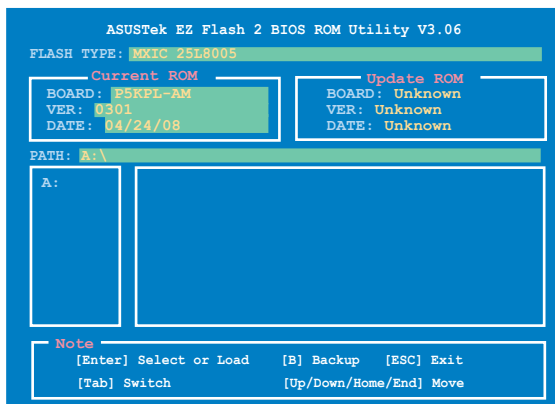 ASUSTek EZ Flash 2 BIOS ROM Utility V3.06
FLASH TYPE: MXIC 25L8005
Current ROM
BOARD: P5KPL-AM
VER: 0301
DATE: 04/24/08
Update ROM
BOARD: Unknown
VER: Unknown
DATE: Unknown
PATH: A:\
A:
Note
[Enter] Select or Load [B] Backup [ESC] Exit
[Tab] Switch [Up/Down/Home/End] Move